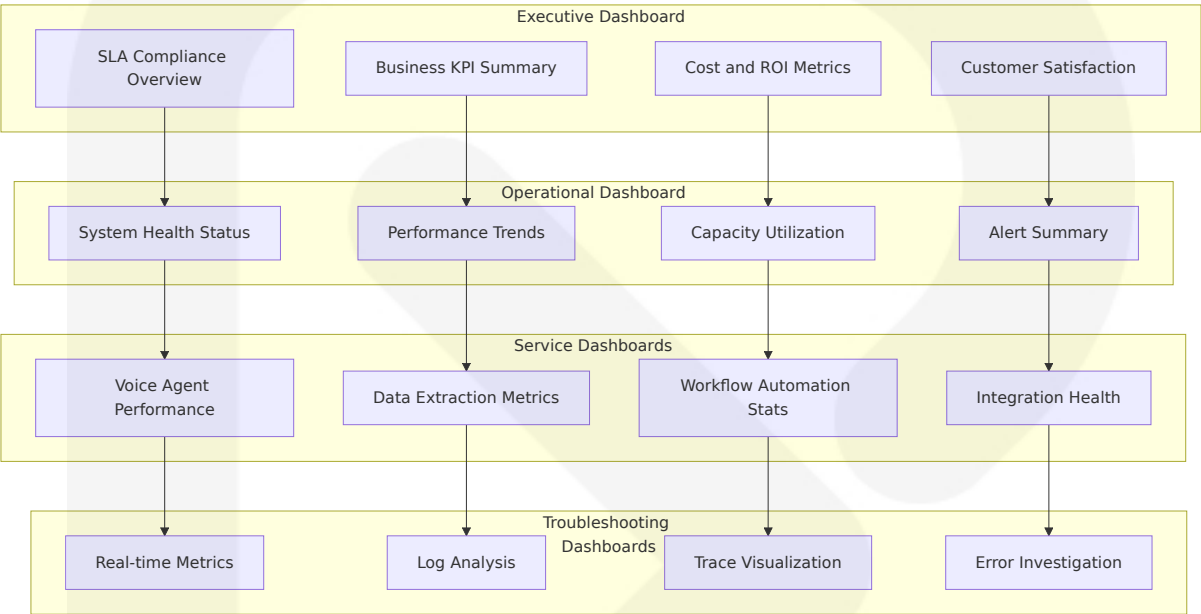 Executive Dashboard
SLA Compliance
Overview
Business KPI Summary
Cost and ROI Metrics
Customer Satisfaction
Operational Dashboard
System Health Status
Performance Trends
Capacity Utilization
Alert Summary
Service Dashboards
Voice Agent
Performance
Data Extraction Metrics
Workflow Automation
Stats
Integration Health
Troubleshooting
Dashboards
Real-time Metrics
Log Analysis
Trace Visualization
Error Investigation